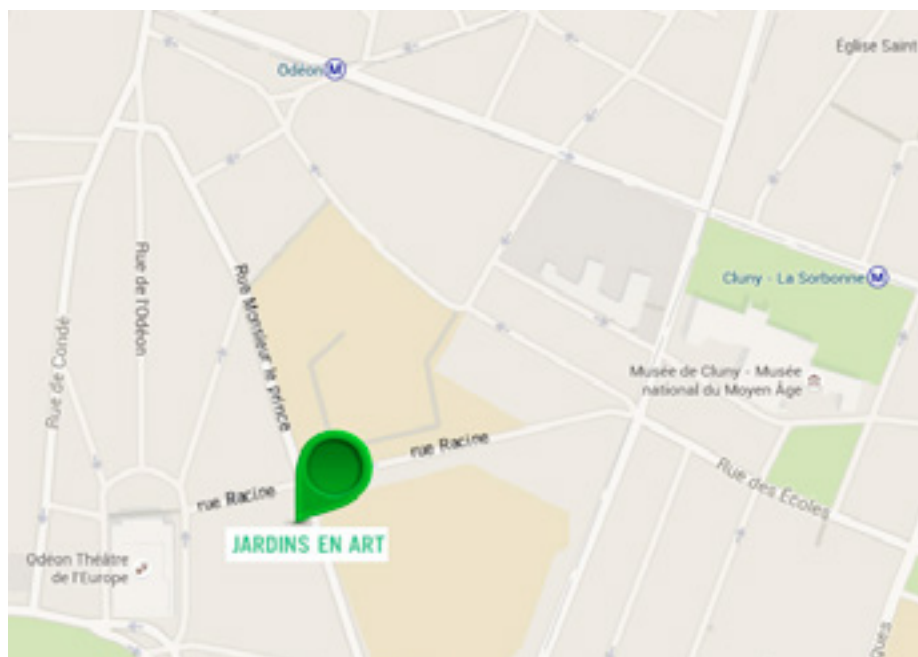 Église Saint
Odéon
M
Rue de l'Odéon
Rue Monsieur le prince
Rue de Condé
Cluny - La Sorbonne
M
Musée de Cluny - Musée
national du Moyen Âge
rue Racine
rue Racine
Rue des Écoles
JARDINS EN ART
Odéon Théâtre
de l'Europe
ques